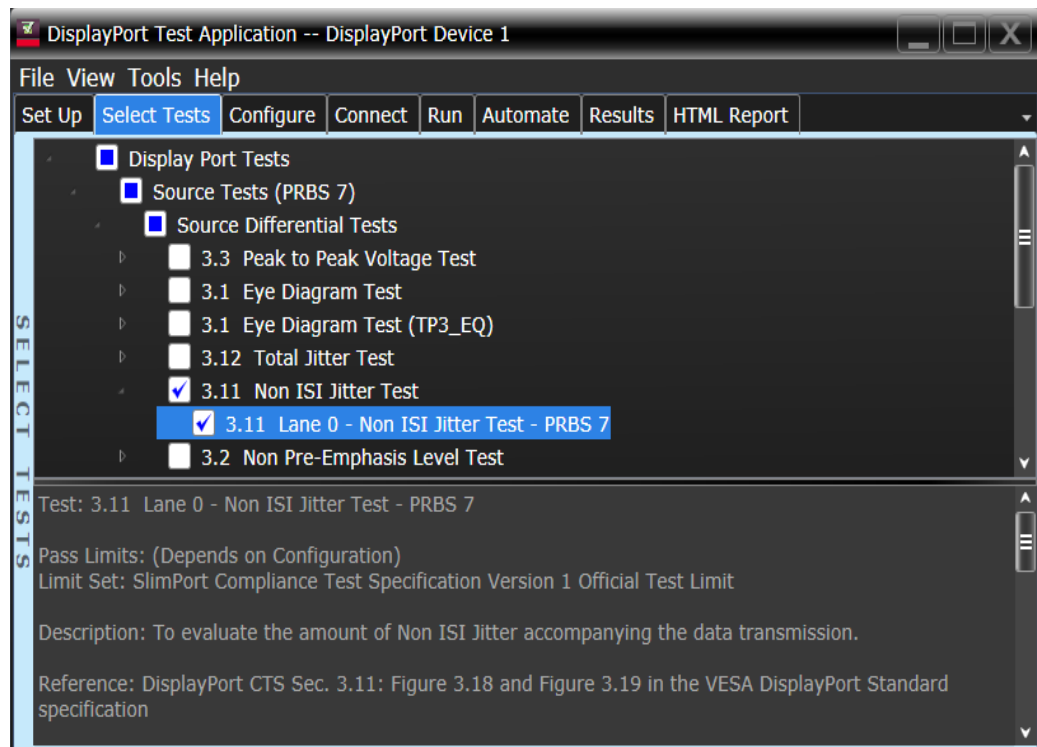 DisplayPort Test Application -- DisplayPort Device 1
File View Tools Help
Set Up Select Tests Configure Connect Run Automate Results HTML Report
Display Port Tests
Source Tests (PRBS 7)
Source Differential Tests
3.3 Peak to Peak Voltage Test
3.1 Eye Diagram Test
3.1 Eye Diagram Test (TP3_EQ)
3.12 Total Jitter Test
3.11 Non ISI Jitter Test
3.11 Lane 0 - Non ISI Jitter Test - PRBS 7
3.2 Non Pre-Emphasis Level Test
SELECT TESTS
Test: 3.11 Lane 0 - Non ISI Jitter Test - PRBS 7
Pass Limits: (Depends on Configuration)
Limit Set: SlimPort Compliance Test Specification Version 1 Official Test Limit
Description: To evaluate the amount of Non ISI Jitter accompanying the data transmission.
Reference: DisplayPort CTS Sec. 3.11: Figure 3.18 and Figure 3.19 in the VESA DisplayPort Standard
specification